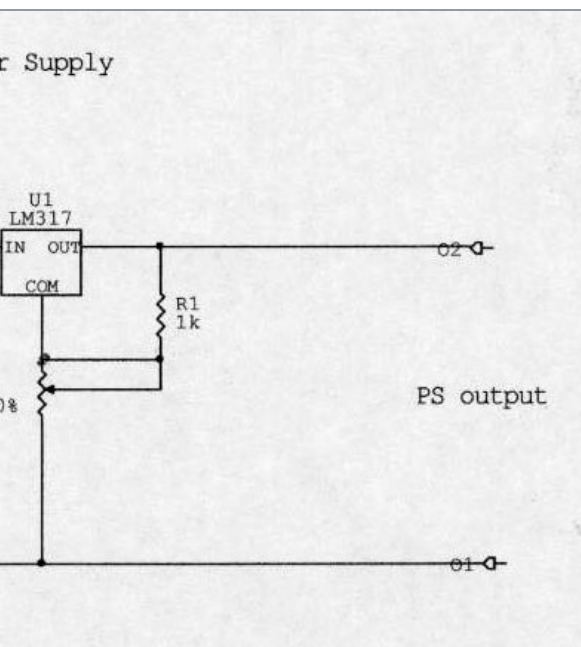 r Supply
U1
LM317
IN OUT
COM
R1
1k
0%
O2
PS output
O1